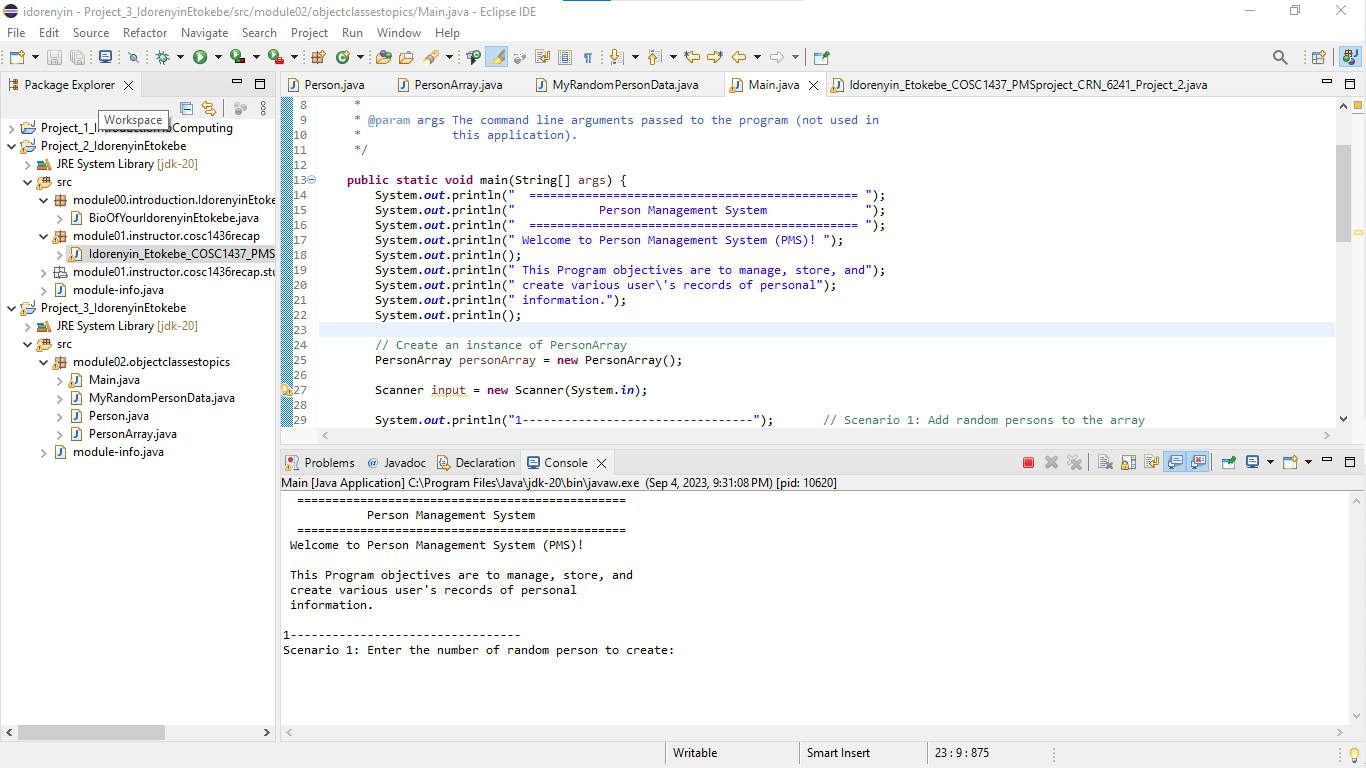 idorenyin - Project_3_IdorenyinEtokebe/src/module02/objectclassestopics/Main.java - Eclipse IDE
File Edit Source Refactor Navigate Search Project Run Window Help
Package Explorer
Workspace
Project_1_IntroductionToComputing
Project_2_IdorenyinEtokebe
JRE System Library [jdk-20]
src
module00.introduction.IdorenyinEtoke
BioOfYourIdorenyinEtokebe.java
module01.instructor.cosc1436recap
Idorenyin_Etokebe_COSC1437_PMS
module01.instructor.cosc1436recap.stu
module-info.java
Project_3_IdorenyinEtokebe
JRE System Library [jdk-20]
src
module02.objectclassestopics
Main.java
MyRandomPersonData.java
Person.java
PersonArray.java
module-info.java
Person.java PersonArray.java MyRandomPersonData.java Main.java Idorenyin_Etokebe_COSC1437_PMSproject_CRN_6241_Project_2.java
8 *
9 * @param args The command line arguments passed to the program (not used in
10 * this application).
11 */
12
13 public static void main(String[] args) {
14 System.out.println("  =============================================== ");
15 System.out.println("            Person Management System              ");
16 System.out.println("  =============================================== ");
17 System.out.println(" Welcome to Person Management System (PMS)! ");
18 System.out.println();
19 System.out.println(" This Program objectives are to manage, store, and");
20 System.out.println(" create various user\'s records of personal");
21 System.out.println(" information.");
22 System.out.println();
23
24 // Create an instance of PersonArray
25 PersonArray personArray = new PersonArray();
26
27 Scanner input = new Scanner(System.in);
28
29 System.out.println("1---------------------------------"); // Scenario 1: Add random persons to the array
Problems Javadoc Declaration Console
Main [Java Application] C:\Program Files\Java\jdk-20\bin\javaw.exe (Sep 4, 2023, 9:31:08 PM) [pid: 10620]
===============================================
Person Management System
===============================================
Welcome to Person Management System (PMS)!
This Program objectives are to manage, store, and
create various user's records of personal
information.
1---------------------------------
Scenario 1: Enter the number of random person to create:
Writable Smart Insert 23 : 9 : 875